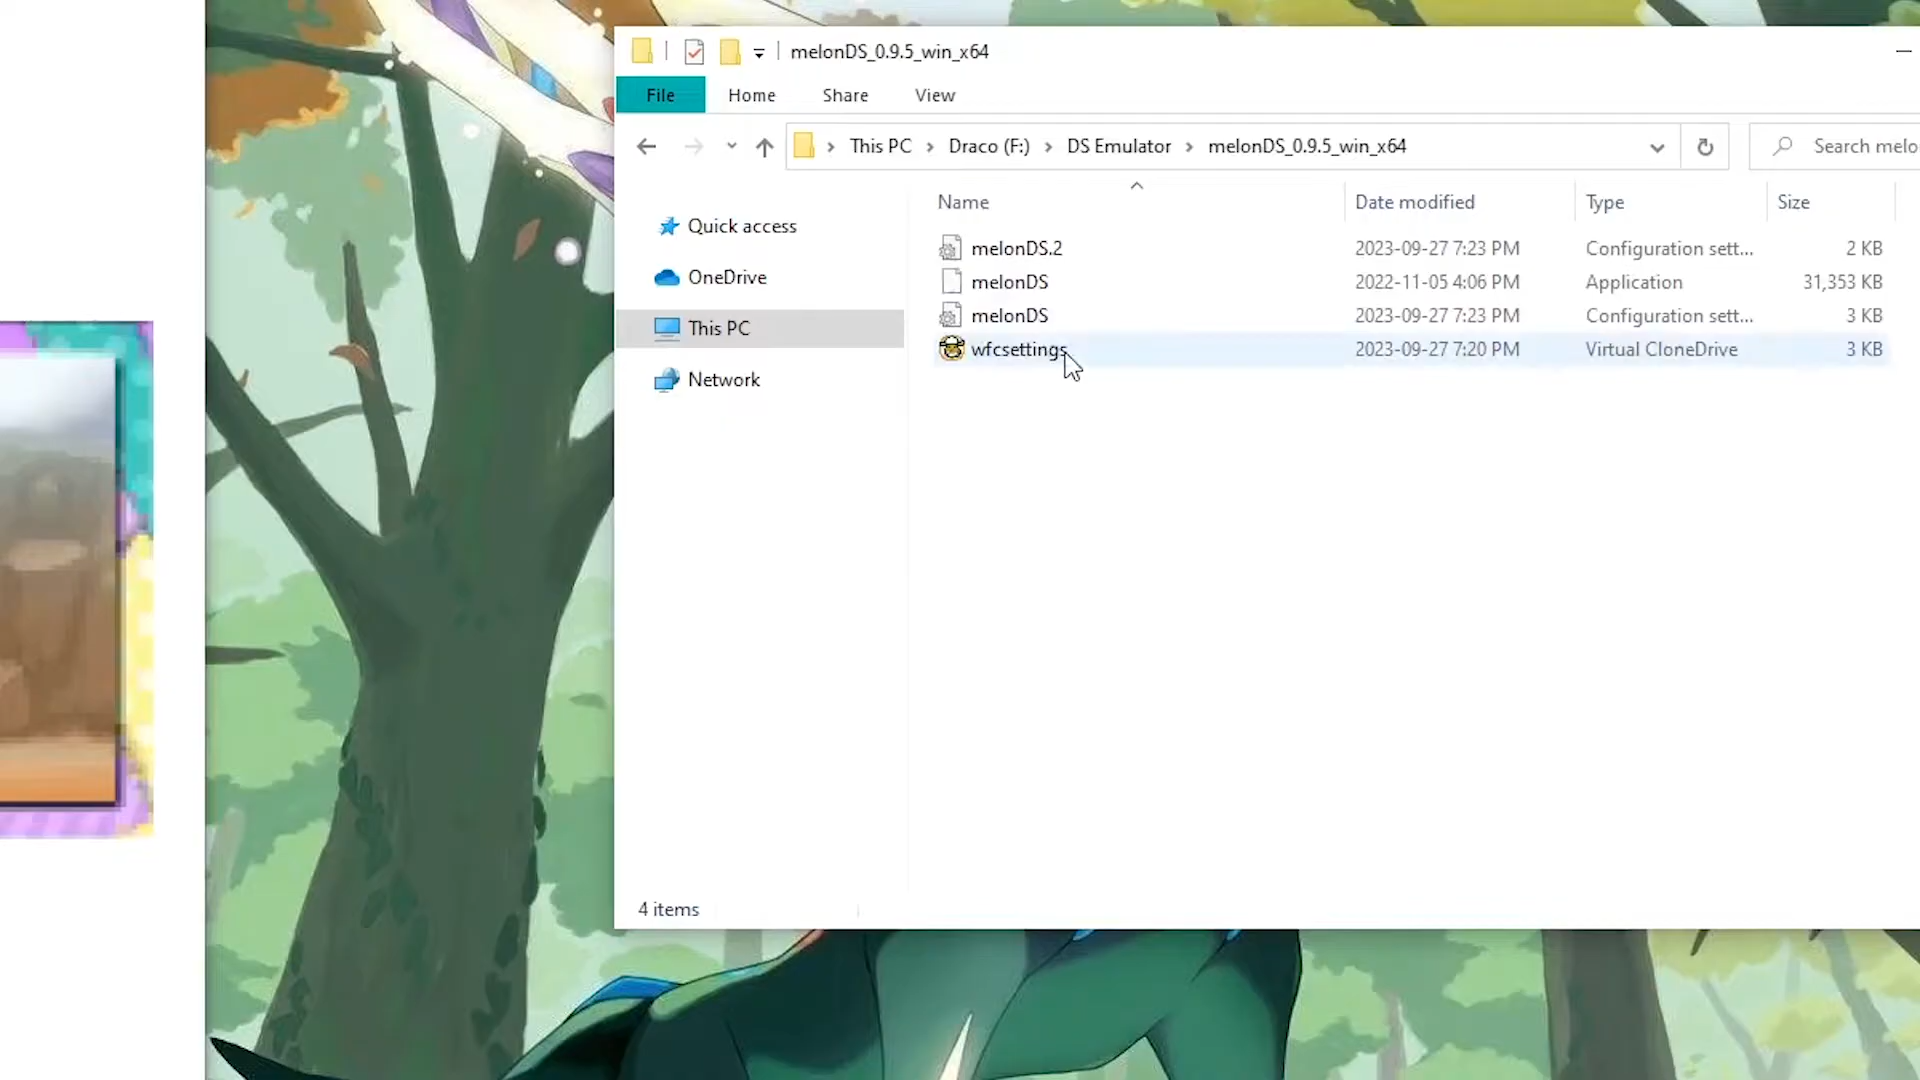 melonDS_0.9.5_win_x64
File Home Share View
This PC Draco (F:) DS Emulator melonDS_0.9.5_win_x64 Search melo
Name Date modified Type Size
Quick access
OneDrive
This PC
Network
melonDS.2 2023-09-27 7:23 PM Configuration sett... 2 KB
melonDS 2022-11-05 4:06 PM Application 31,353 KB
melonDS 2023-09-27 7:23 PM Configuration sett... 3 KB
wfcsettings 2023-09-27 7:20 PM Virtual CloneDrive 3 KB
4 items